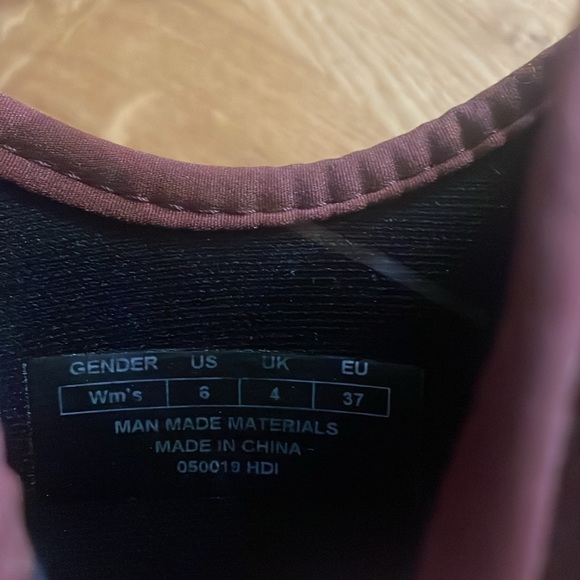 GENDER US UK EU
Wm's 6 4 37
MAN MADE MATERIALS
MADE IN CHINA
050019 HDI